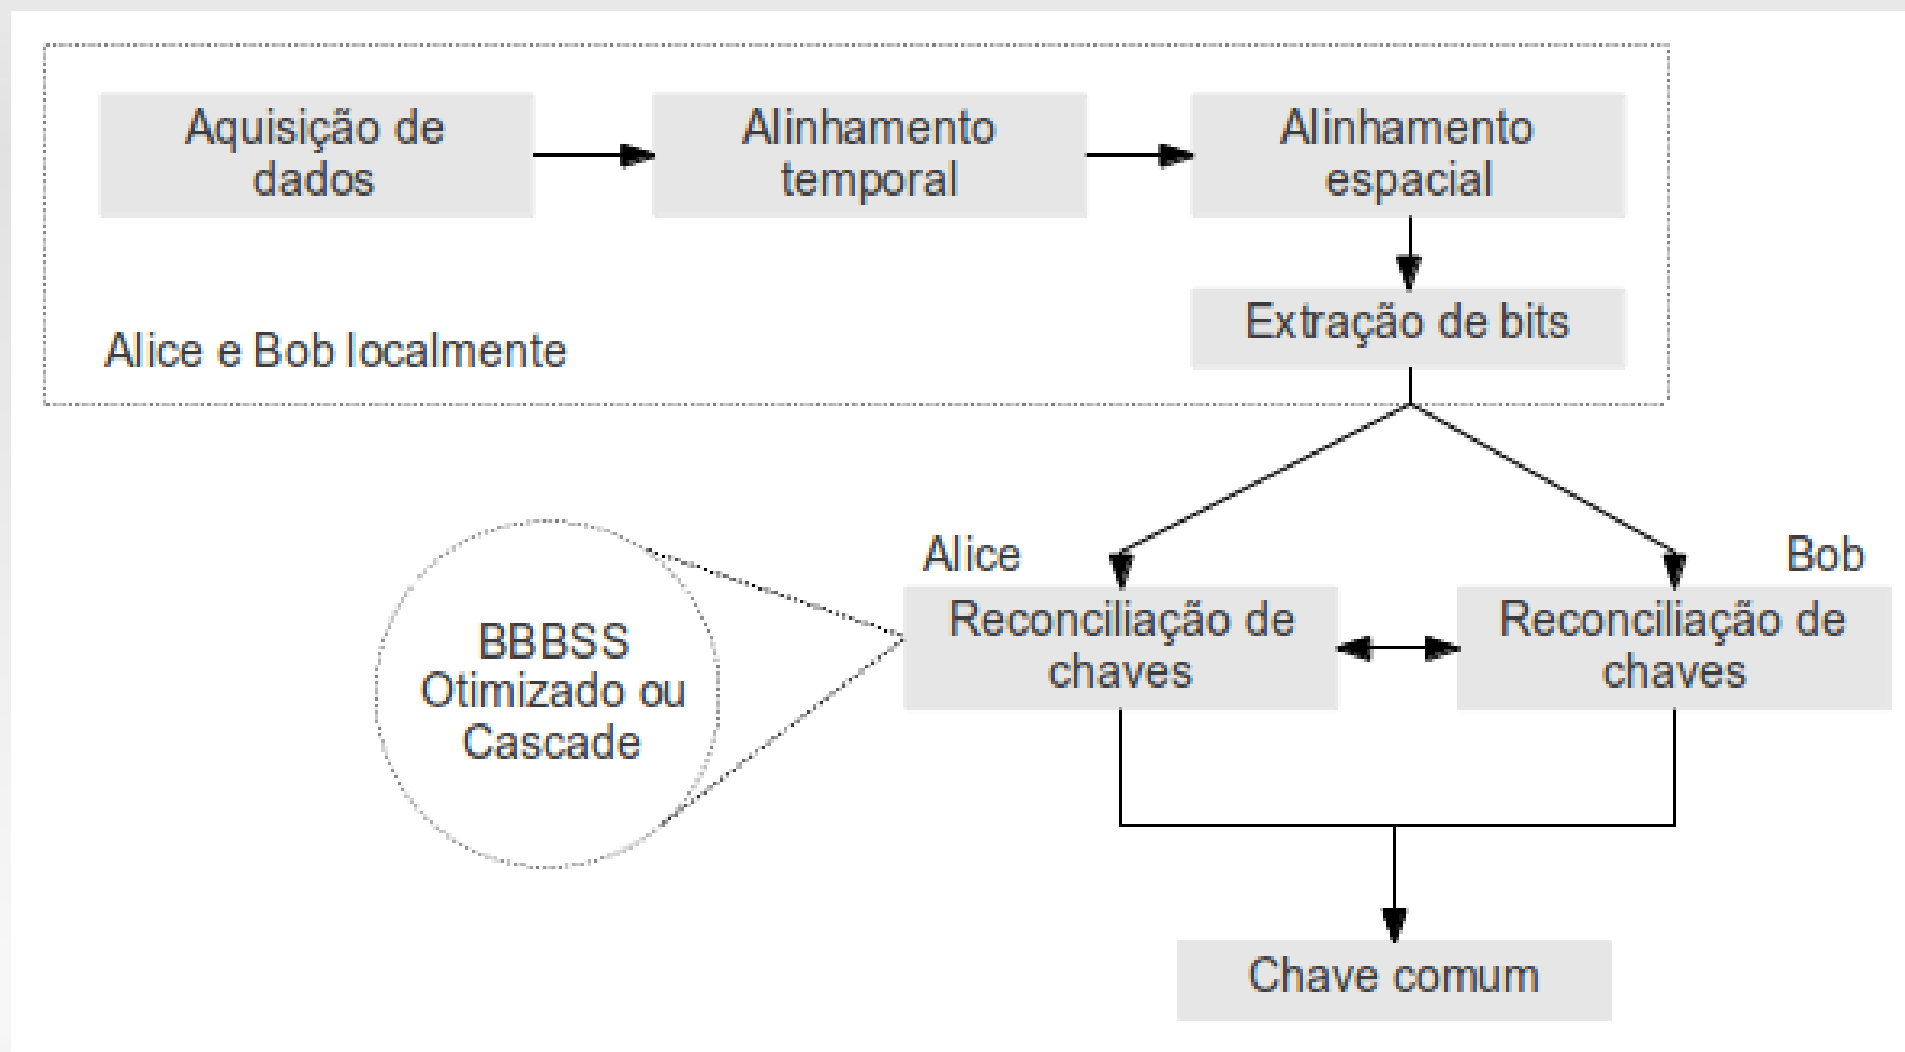 Aquisição de
dados
Alinhamento
temporal
Alinhamento
espacial
Extração de bits
Alice e Bob localmente
Alice
Bob
Reconciliação de
chaves
Reconciliação de
chaves
BBBSS
Otimizado ou
Cascade
Chave comum